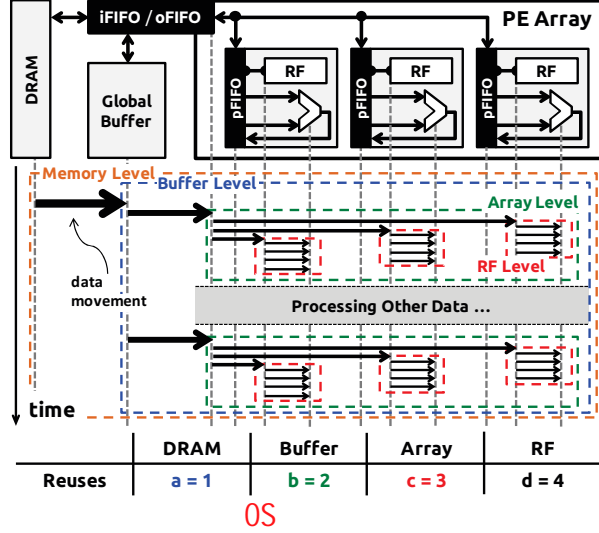 iFIFO / oFIFO
PE Array
DRAM
Global
Buffer
pFIFO
RF
pFIFO
RF
pFIFO
RF
Memory Level
Buffer Level
Array Level
RF Level
data
movement
Processing Other Data ...
time
DRAM Buffer Array RF
Reuses a = 1 b = 2 c = 3 d = 4
OS